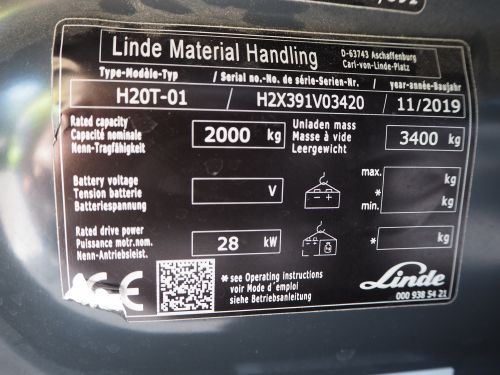 Linde Material Handling
D-63743 Aschaffenburg
Carl-von-Linde-Platz
Type-Modèle-Typ / Serial no.-No. de série-Serien-Nr. / year-année-Baujahr
H20T-01 / H2X391V03420 / 11/2019
Rated capacity
Capacité nominale
Nenn-Tragfähigkeit
2000 kg
Unladen mass
Masse à vide
Leergewicht
3400 kg
Battery voltage
Tension batterie
Batteriespannung
V
max. kg
*
min. kg
Rated drive power
Puissance motr.nom.
Nenn-Antriebsleist.
28 kW
* kg
CE
*see Operating instructions
voir Mode d´emploi
siehe Betriebsanleitung
Linde
000 938 54 21